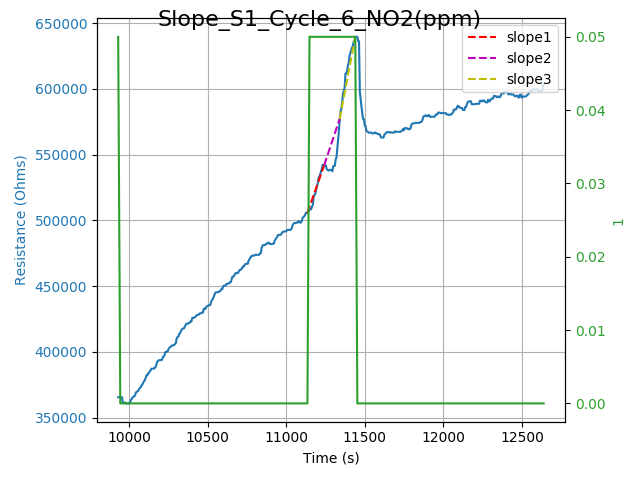 Slope_S1_Cycle_6_NO2(ppm)
slope1
slope2
slope3
650000
600000
550000
500000
450000
400000
350000
Resistance (Ohms)
0.05
0.04
0.03
0.02
0.01
0.00
1
10000 10500 11000 11500 12000 12500
Time (s)